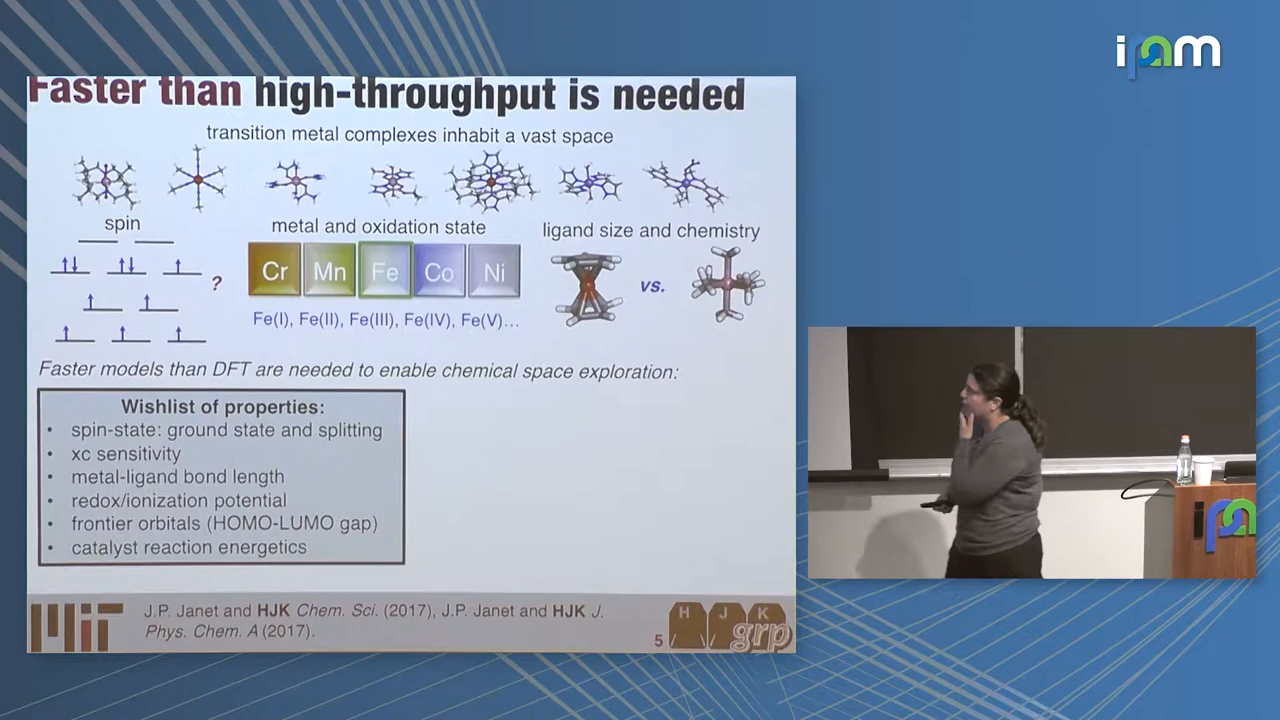 ipam
Faster than high-throughput is needed
transition metal complexes inhabit a vast space
spin
metal and oxidation state
ligand size and chemistry
?
Cr Mn Fe Co Ni
vs.
Fe(I), Fe(II), Fe(III), Fe(IV), Fe(V)...
Faster models than DFT are needed to enable chemical space exploration:
Wishlist of properties:
• spin-state: ground state and splitting
• xc sensitivity
• metal-ligand bond length
• redox/ionization potential
• frontier orbitals (HOMO-LUMO gap)
• catalyst reaction energetics
MIT
J.P. Janet and HJK Chem. Sci. (2017), J.P. Janet and HJK J.
Phys. Chem. A (2017).
5
H J K
grp
ipa